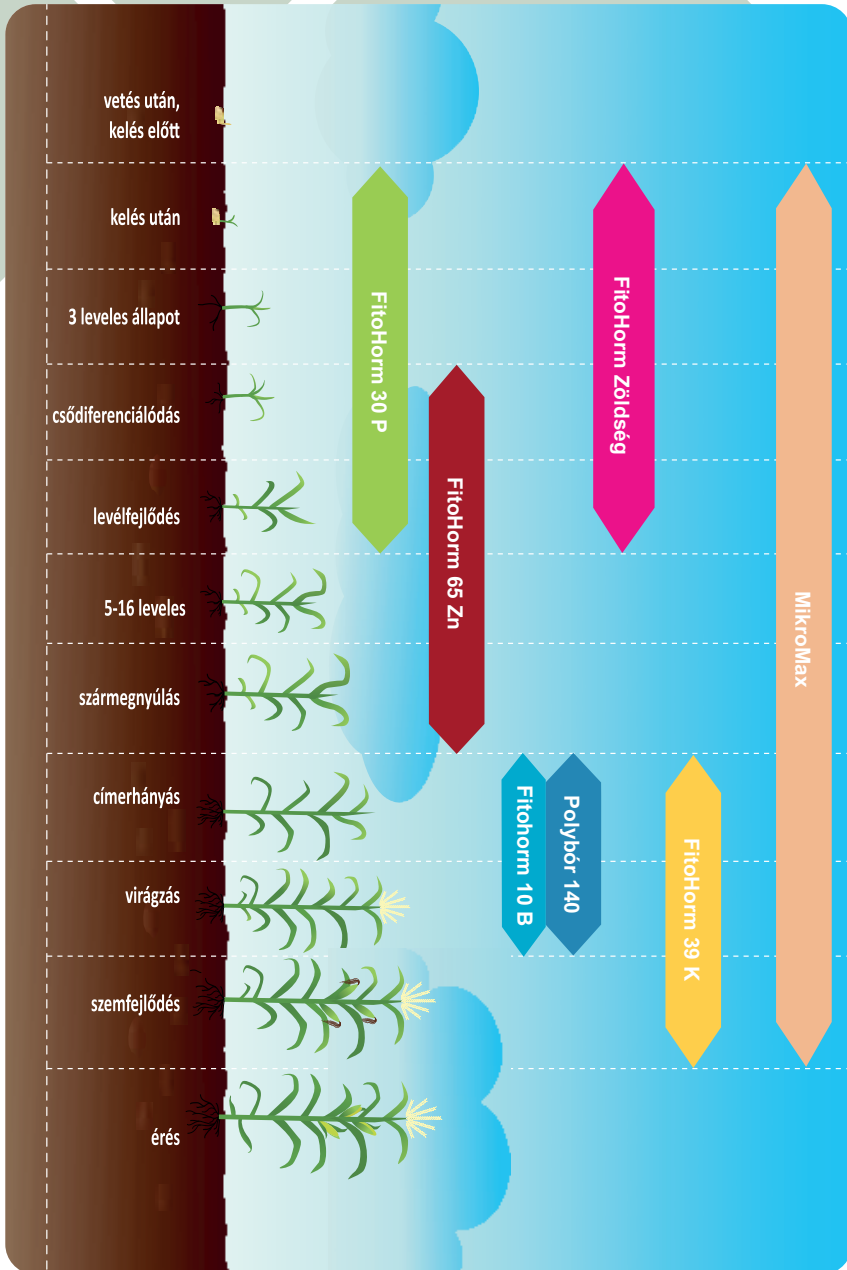 vetés után,
kelés előtt
kelés után
3 leveles állapot
csődiferenciálódás
levélfejlődés
5-16 leveles
szármegnyúlás
címerhányás
virágzás
szemfejlődés
érés
FitoHorm 30 P
FitoHorm 65 Zn
Fitohorm 10 B
Polybór 140
FitoHorm Zöldség
FitoHorm 39 K
MikroMax